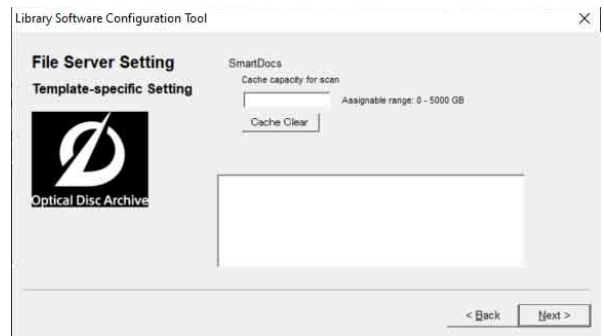 Library Software Configuration Tool
File Server Setting
Template-specific Setting
Optical Disc Archive
SmartDocs
Cache capacity for scan
Assignable range: 0 - 5000 GB
Cache Clear
< Back
Next >